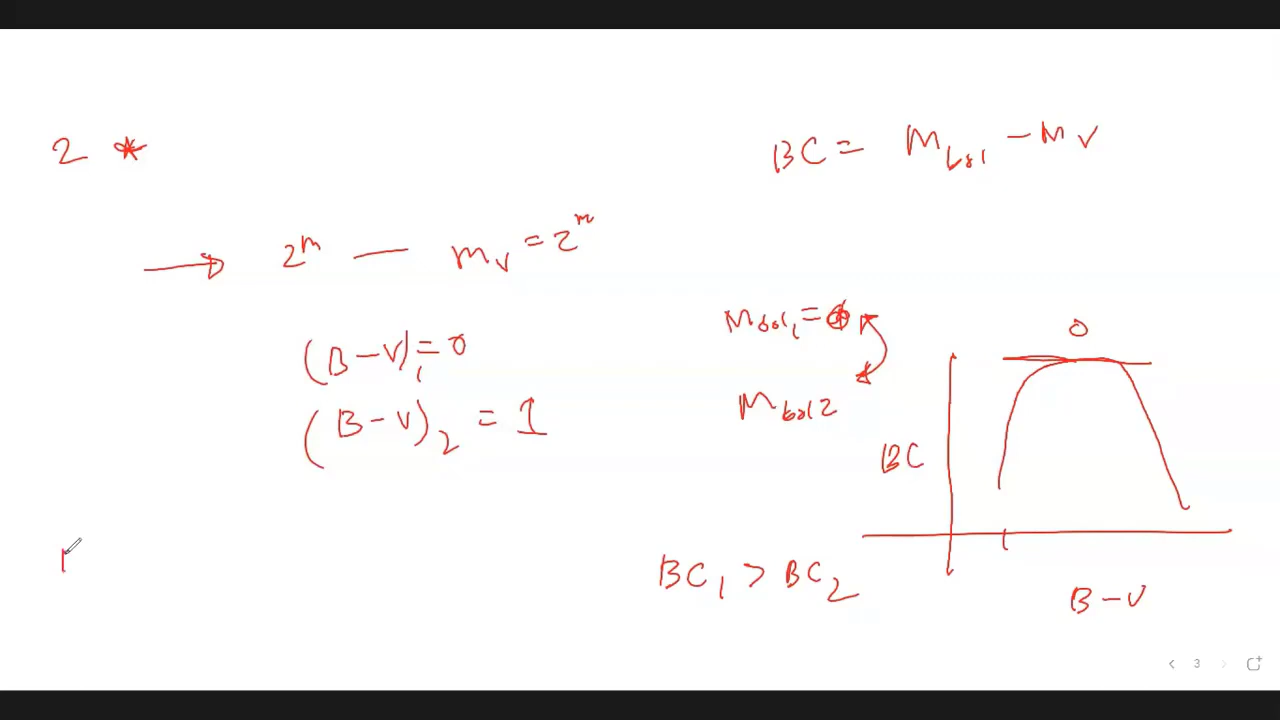 2 *
BC = M_bol - M_V
→ 2^m — m_V = 2^m
(B-V)_1 = 0
(B-V)_2 = 1
M_bol1 =
M_bol2
0
BC
B-V
BC_1 > BC_2
3